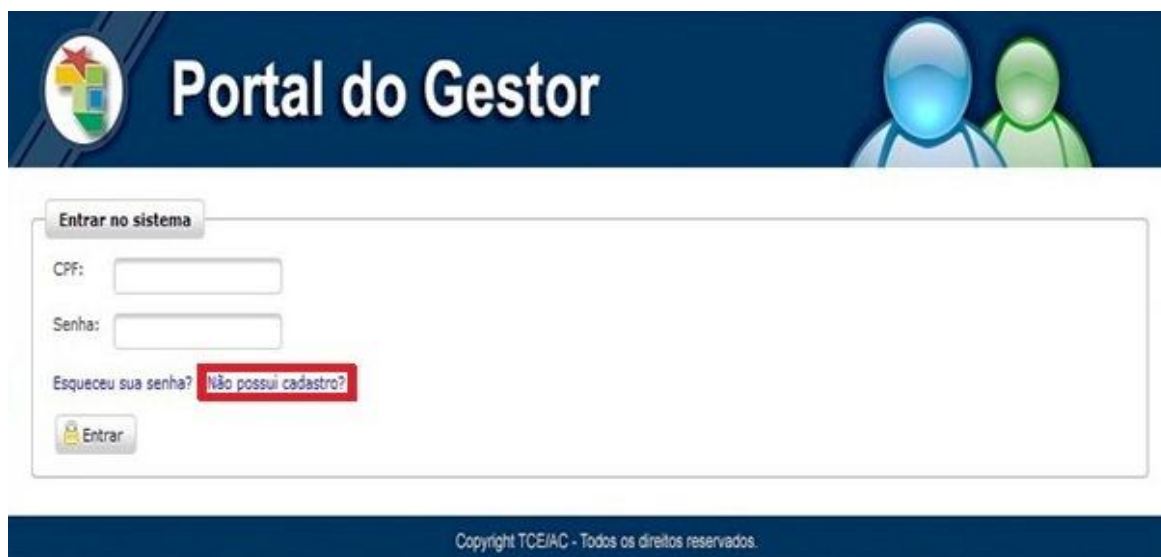 Portal do Gestor
Entrar no sistema
CPF:
Senha:
Esqueceu sua senha? Não possui cadastro?
Entrar
Copyright TCE/AC - Todos os direitos reservados.